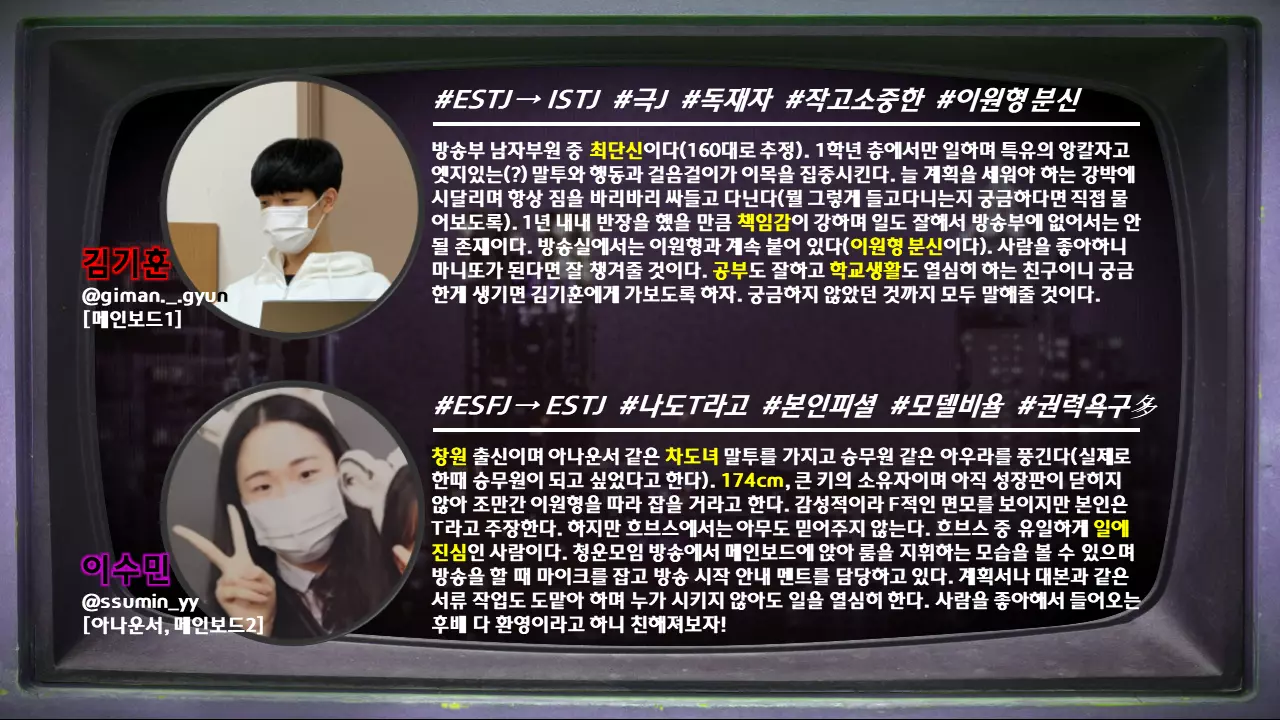 #ESTJ → ISTJ #극J #독재자 #작고소중한 #이원형 분신
방송부 남자부원 중 최단신이다(160대로 추정). 1학년 층에서만 일하며 특유의 앙칼자고
엣지있는(?) 말투와 행동과 걸음걸이가 이목을 집중시킨다. 늘 계획을 세워야 하는 강박에
시달리며 항상 짐을 바리바리 싸들고 다닌다(뭘 그렇게 들고다니는지 궁금하다면 직접 물
어보도록). 1년 내내 반장을 했을 만큼 책임감이 강하며 일도 잘해서 방송부에 없어서는 안
될 존재이다. 방송실에서는 이원형과 계속 붙어 있다(이원형 분신이다). 사람을 좋아하니
마니또가 된다면 잘 챙겨줄 것이다. 공부도 잘하고 학교생활도 열심히 하는 친구이니 궁금
한게 생기면 김기훈에게 가보도록 하자. 궁금하지 않았던 것까지 모두 말해줄 것이다.
김기훈
@giman._.gyun
[메인보드1]
#ESFJ → ESTJ #나도T라고 #본인피셜 #모델비율 #권력욕구多
창원 출신이며 아나운서 같은 차도녀 말투를 가지고 승무원 같은 아우라를 풍긴다(실제로
한때 승무원이 되고 싶었다고 한다). 174cm, 큰 키의 소유자이며 아직 성장판이 닫히지
않아 조만간 이원형을 따라 잡을 거라고 한다. 감성적이라 F적인 면모를 보이지만 본인은
T라고 주장한다. 하지만 흐브스에서는 아무도 믿어주지 않는다. 흐브스 중 유일하게 일에
진심인 사람이다. 청운모임 방송에서 메인보드에 앉아 룸을 지휘하는 모습을 볼 수 있으며
방송을 할 때 마이크를 잡고 방송 시작 안내 멘트를 담당하고 있다. 계획서나 대본과 같은
서류 작업도 도맡아 하며 누가 시키지 않아도 일을 열심히 한다. 사람을 좋아해서 들어오는
후배 다 환영이라고 하니 친해져보자!
이수민
@ssumin_yy
[아나운서, 메인보드2]